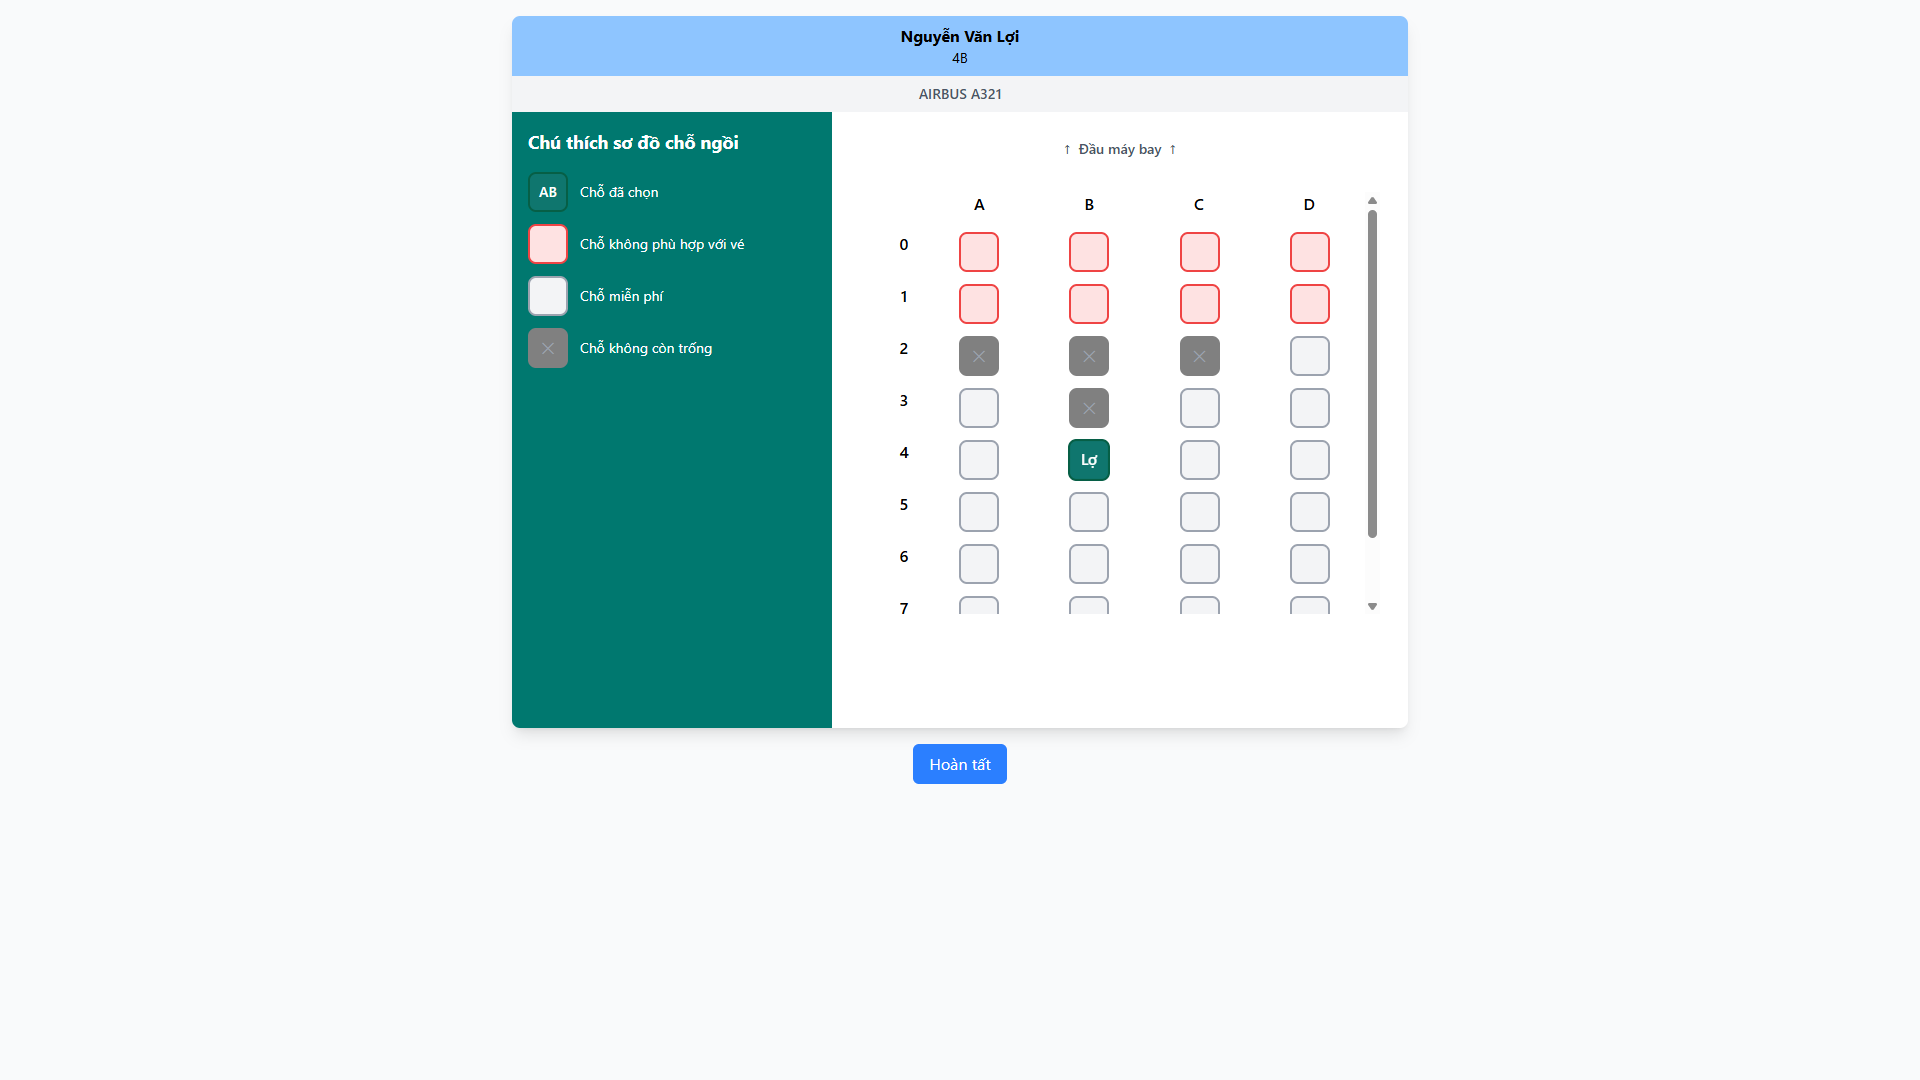 Nguyễn Văn Lợi
4B
AIRBUS A321
Chú thích sơ đồ chỗ ngồi
AB Chỗ đã chọn
Chỗ không phù hợp với vé
Chỗ miễn phí
Chỗ không còn trống
↑ Đầu máy bay ↑
A B C D
0
1
2
3
4 Lợ
5
6
7
Hoàn tất